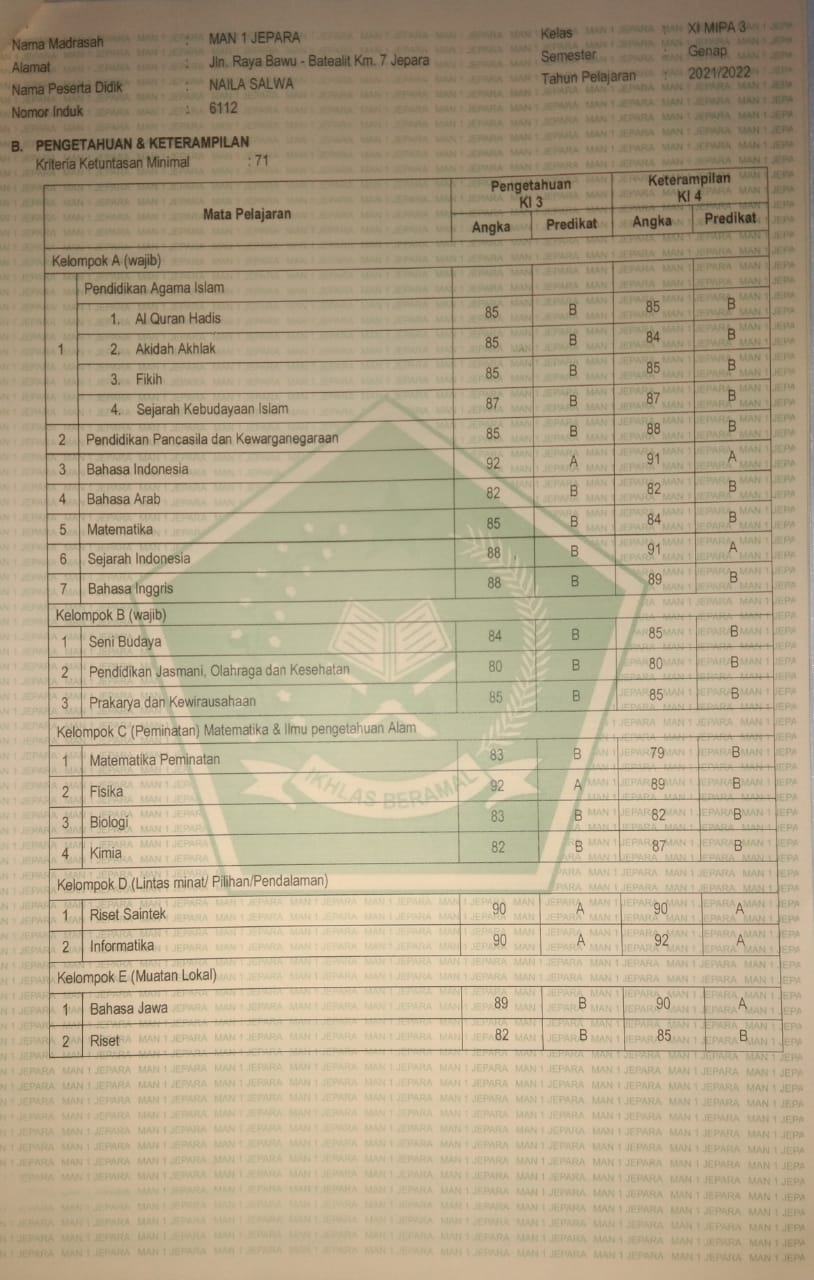 Nama Madrasah : MAN 1 JEPARA Kelas : XI MIPA 3
Alamat : Jln. Raya Bawu - Batealit Km. 7 Jepara Semester : Genap
Nama Peserta Didik : NAILA SALWA Tahun Pelajaran : 2021/2022
Nomor Induk : 6112
B. PENGETAHUAN & KETERAMPILAN
Kriteria Ketuntasan Minimal : 71
Mata Pelajaran Pengetahuan KI 3 Keterampilan KI 4
Angka Predikat Angka Predikat
Kelompok A (wajib)
1 Pendidikan Agama Islam
1. Al Quran Hadis 85 B 85 B
2. Akidah Akhlak 85 B 84 B
3. Fikih 85 B 85 B
4. Sejarah Kebudayaan Islam 87 B 87 B
2 Pendidikan Pancasila dan Kewarganegaraan 85 B 88 B
3 Bahasa Indonesia 92 A 91 A
4 Bahasa Arab 82 B 82 B
5 Matematika 85 B 84 B
6 Sejarah Indonesia 88 B 91 A
7 Bahasa Inggris 88 B 89 B
Kelompok B (wajib)
1 Seni Budaya 84 B 85 B
2 Pendidikan Jasmani, Olahraga dan Kesehatan 80 B 80 B
3 Prakarya dan Kewirausahaan 85 B 85 B
Kelompok C (Peminatan) Matematika & Ilmu pengetahuan Alam
1 Matematika Peminatan 83 B 79 B
2 Fisika 92 A 89 B
3 Biologi 83 B 82 B
4 Kimia 82 B 87 B
IKHLAS BERAMAL
Kelompok D (Lintas minat/ Pilihan/Pendalaman)
1 Riset Saintek 90 A 90 A
2 Informatika 90 A 92 A
Kelompok E (Muatan Lokal)
1 Bahasa Jawa 89 B 90 A
2 Riset 82 B 85 B
MAN 1 JEPARA MAN 1 JEPARA MAN 1 JEPARA MAN 1 JEPARA